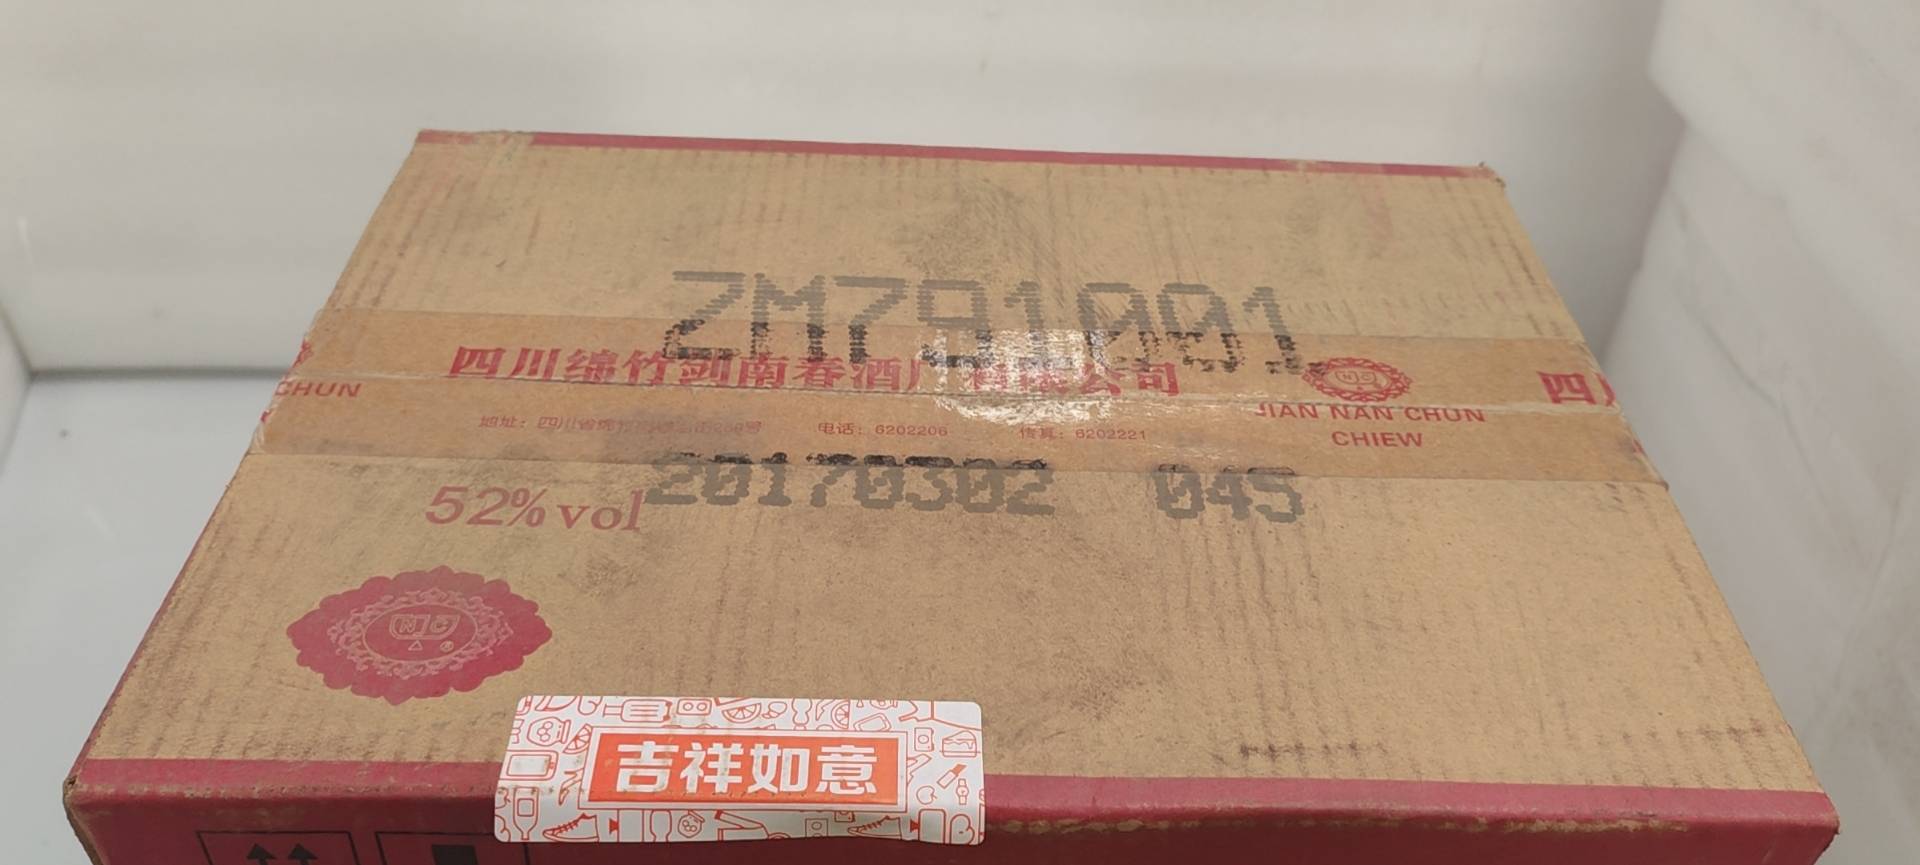 ZM791001
四川绵竹剑南春酒厂有限公司
CHUN
JIAN NAN CHUN
CHIEW
四川
地址：四川省绵竹
电话：6202206
传真：6202221
20170302 045
52% vol
吉祥如意